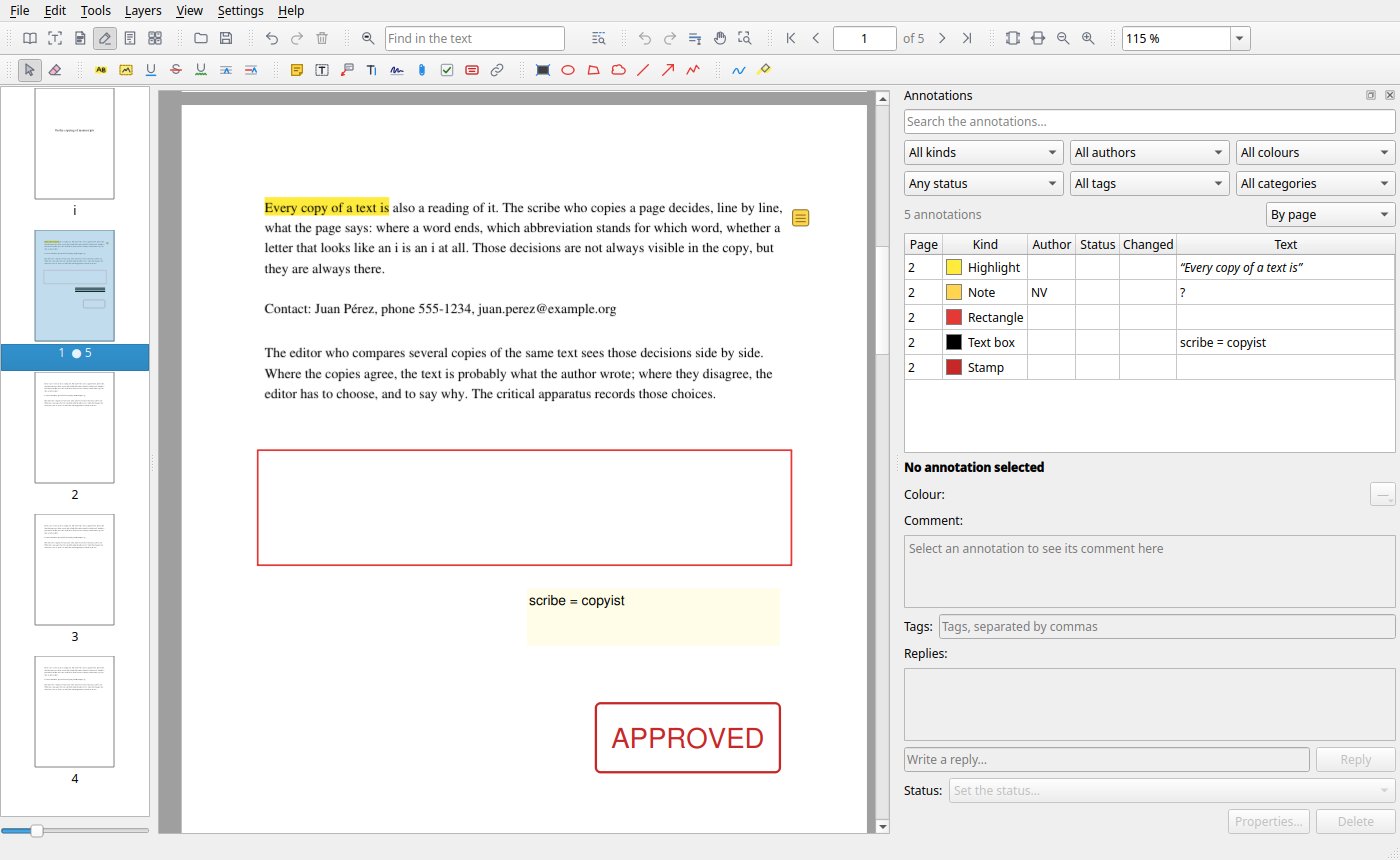 File Edit Tools Layers View Settings Help
Find in the text
1 of 5
115 %
AB
i
1 5
2
3
4
Every copy of a text is also a reading of it. The scribe who copies a page decides, line by line,
what the page says: where a word ends, which abbreviation stands for which word, whether a
letter that looks like an i is an i at all. Those decisions are not always visible in the copy, but
they are always there.
Contact: Juan Pérez, phone 555-1234, juan.perez@example.org
The editor who compares several copies of the same text sees those decisions side by side.
Where the copies agree, the text is probably what the author wrote; where they disagree, the
editor has to choose, and to say why. The critical apparatus records those choices.
scribe = copyist
APPROVED
Annotations
Search the annotations...
All kinds All authors All colours
Any status All tags All categories
5 annotations By page
Page Kind Author Status Changed Text
2 Highlight “Every copy of a text is”
2 Note NV ?
2 Rectangle
2 Text box scribe = copyist
2 Stamp
No annotation selected
Colour:
Comment:
Select an annotation to see its comment here
Tags: Tags, separated by commas
Replies:
Write a reply... Reply
Status: Set the status...
Properties... Delete